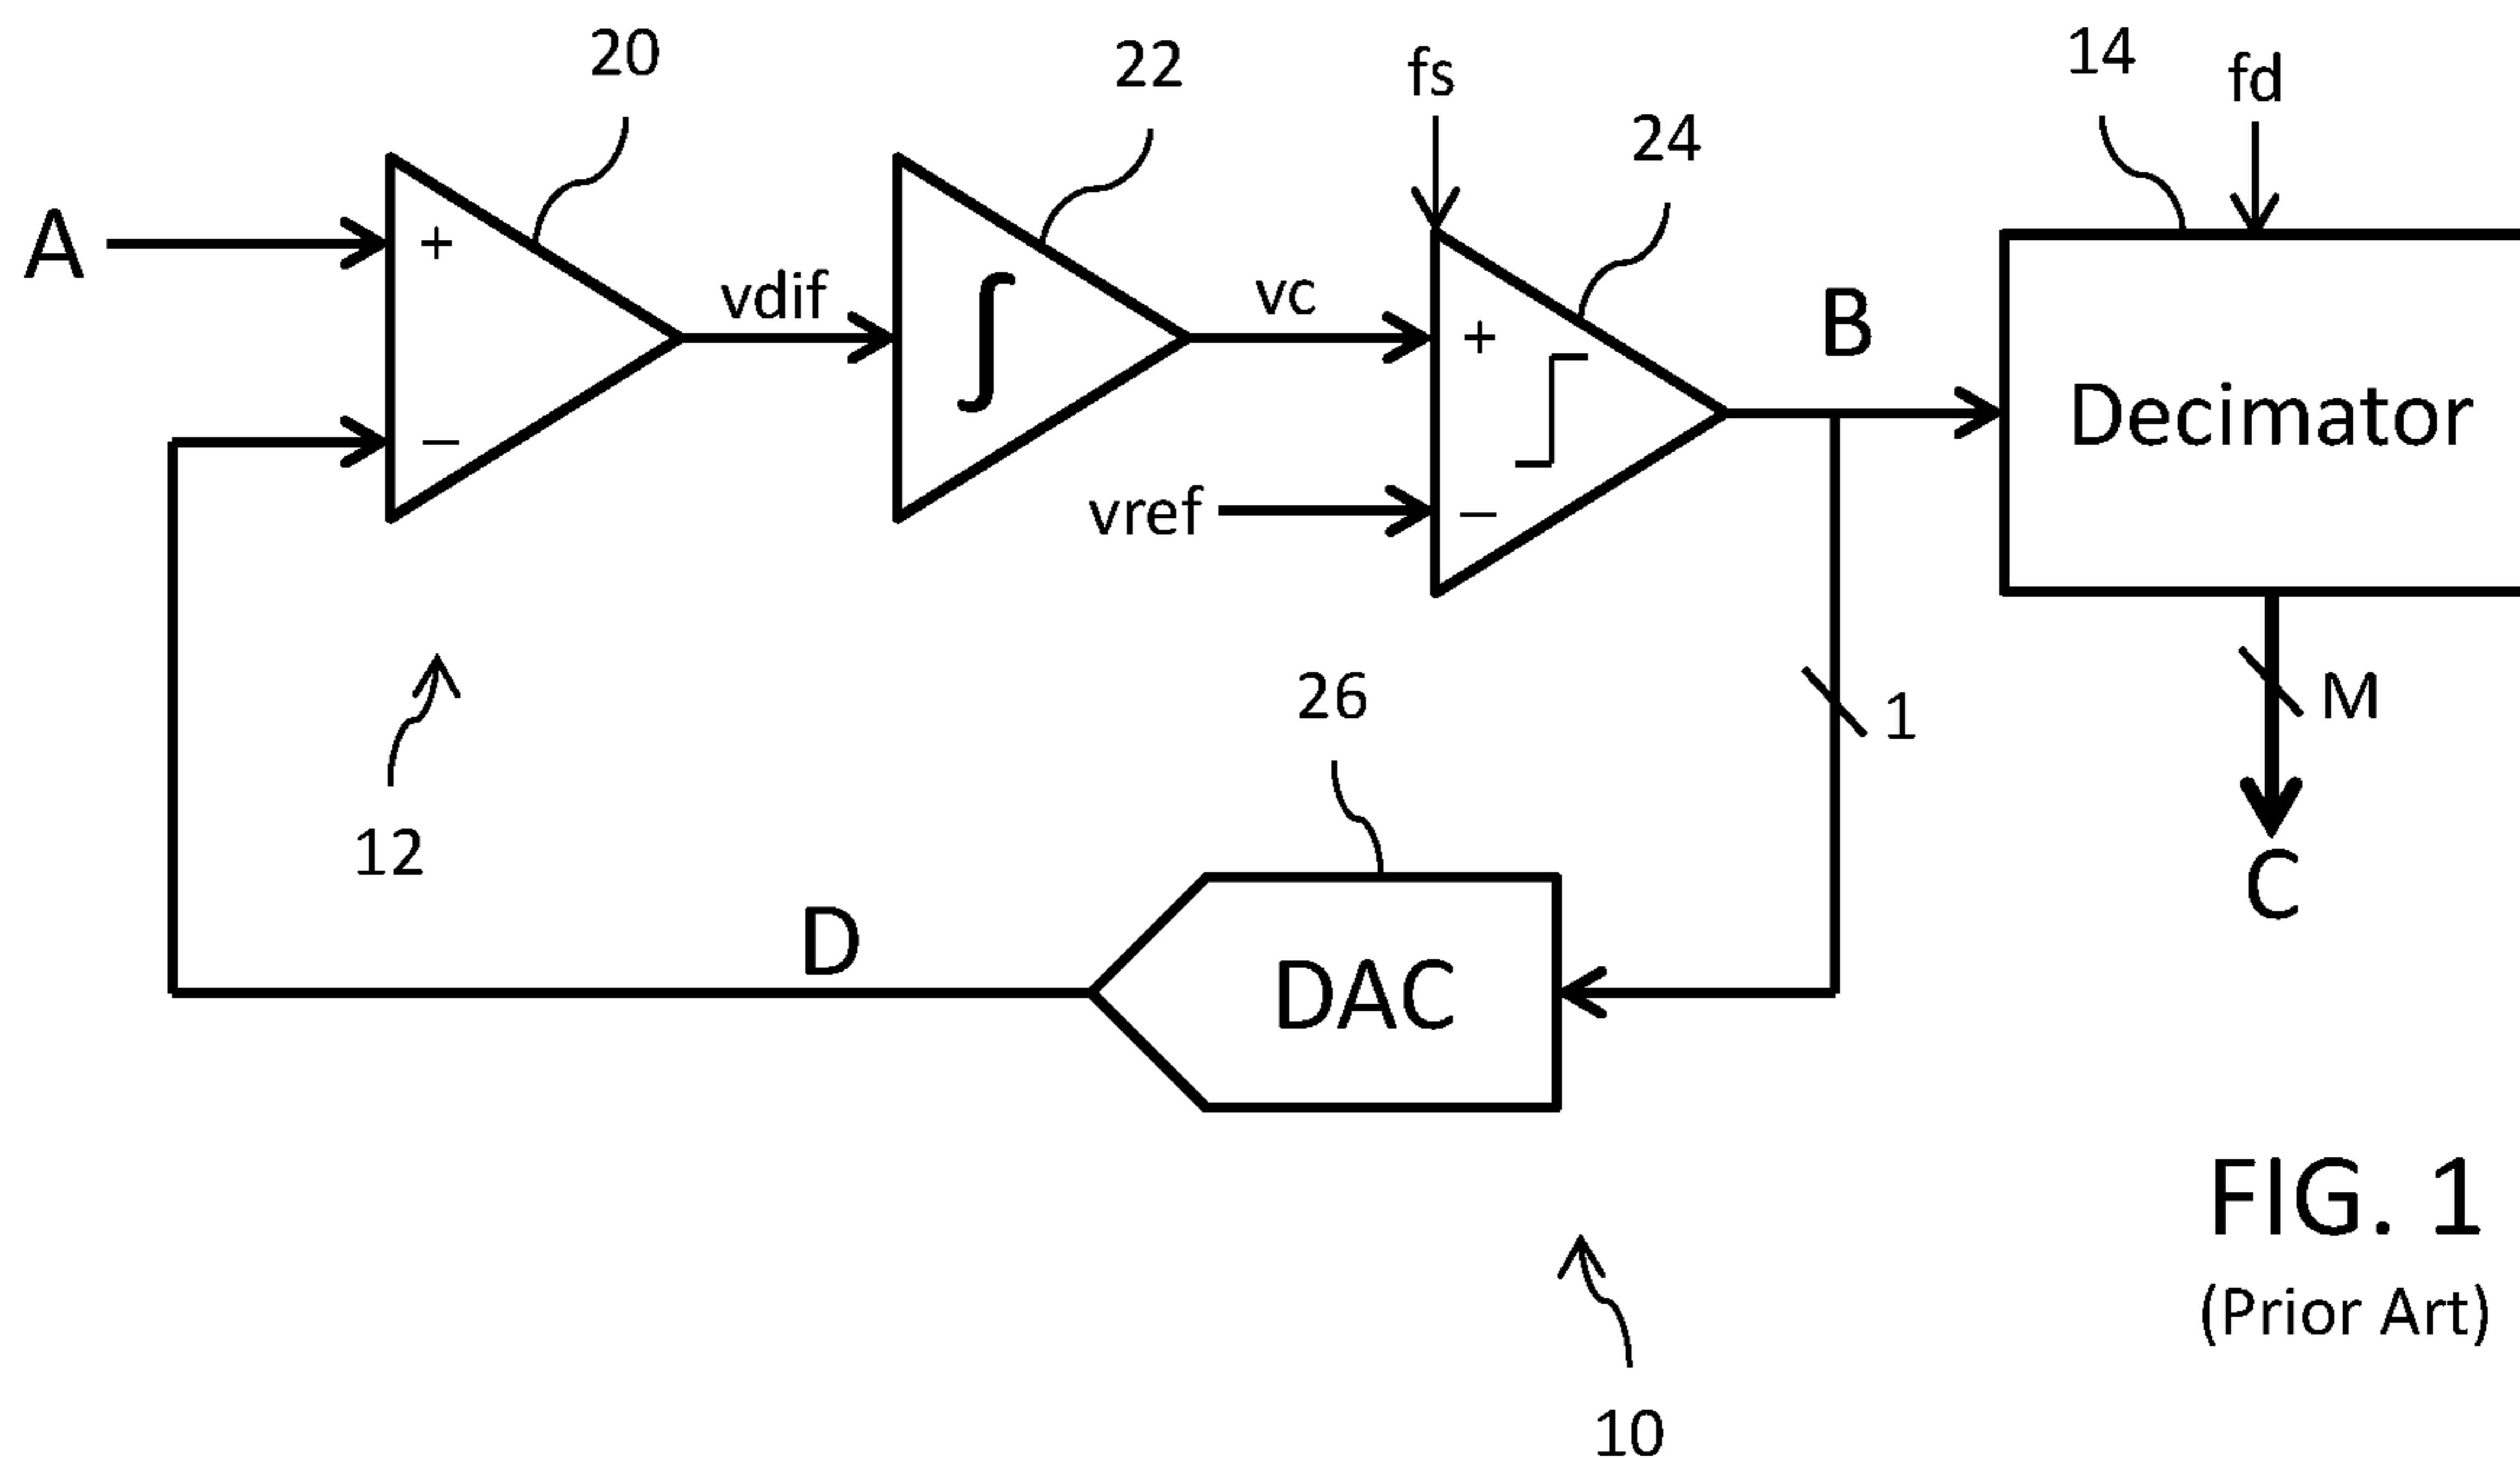 20
22
fs
14
fd
24
A
+
vdif
vc
B
+
∫
+
Decimator
−
vref
−
26
1
M
12
C
D
DAC
FIG. 1
(Prior Art)
10